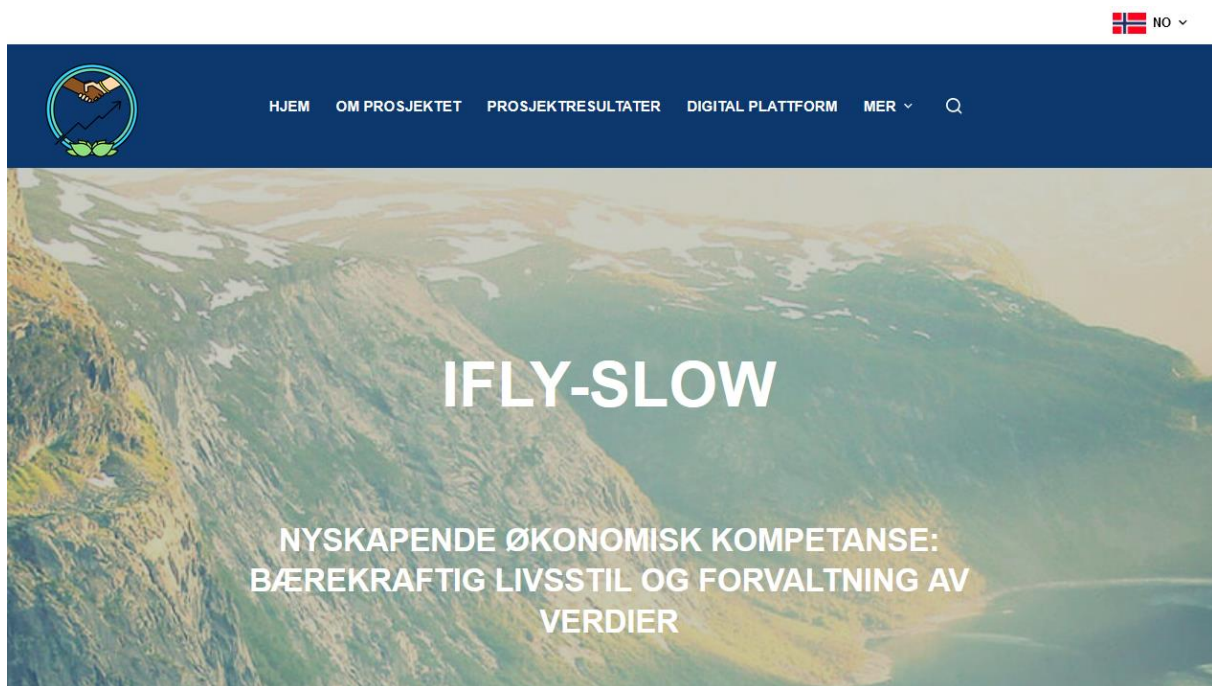 NO
HJEM OM PROSJEKTET PROSJEKTRESULTATER DIGITAL PLATTFORM MER
IFLY-SLOW
NYSKAPENDE ØKONOMISK KOMPETANSE:
BÆREKRAFTIG LIVSSTIL OG FORVALTNING AV
VERDIER